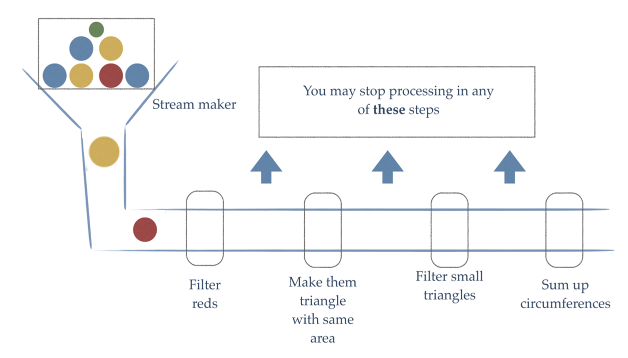 Stream maker
You may stop processing in any
of these steps
Filter
reds
Make them
triangle
with same
area
Filter small
triangles
Sum up
circumferences